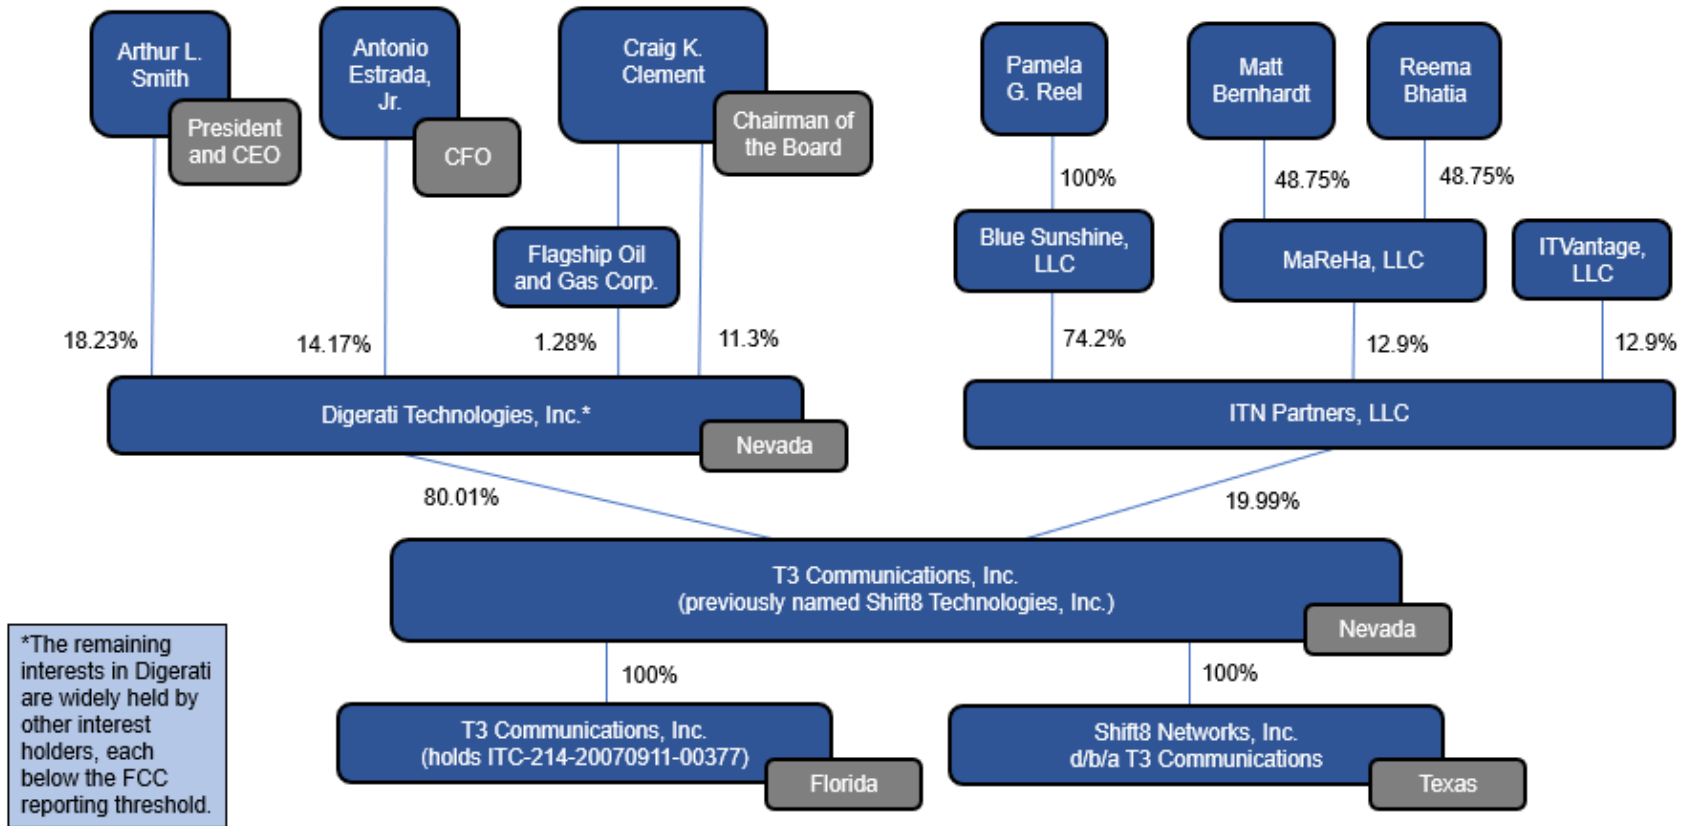 Arthur L.
Smith
President
and CEO
Antonio
Estrada,
Jr.
CFO
Craig K.
Clement
Chairman of
the Board
Pamela
G. Reel
Matt
Bernhardt
Reema
Bhatia
100%
48.75%
48.75%
Flagship Oil
and Gas Corp.
Blue Sunshine,
LLC
MaReHa, LLC
ITVantage,
LLC
18.23%
14.17%
1.28%
11.3%
74.2%
12.9%
12.9%
Digerati Technologies, Inc.*
Nevada
ITN Partners, LLC
80.01%
19.99%
T3 Communications, Inc.
(previously named Shift8 Technologies, Inc.)
Nevada
100%
100%
T3 Communications, Inc.
(holds ITC-214-20070911-00377)
Florida
Shift8 Networks, Inc.
d/b/a T3 Communications
Texas
*The remaining
interests in Digerati
are widely held by
other interest
holders, each
below the FCC
reporting threshold.